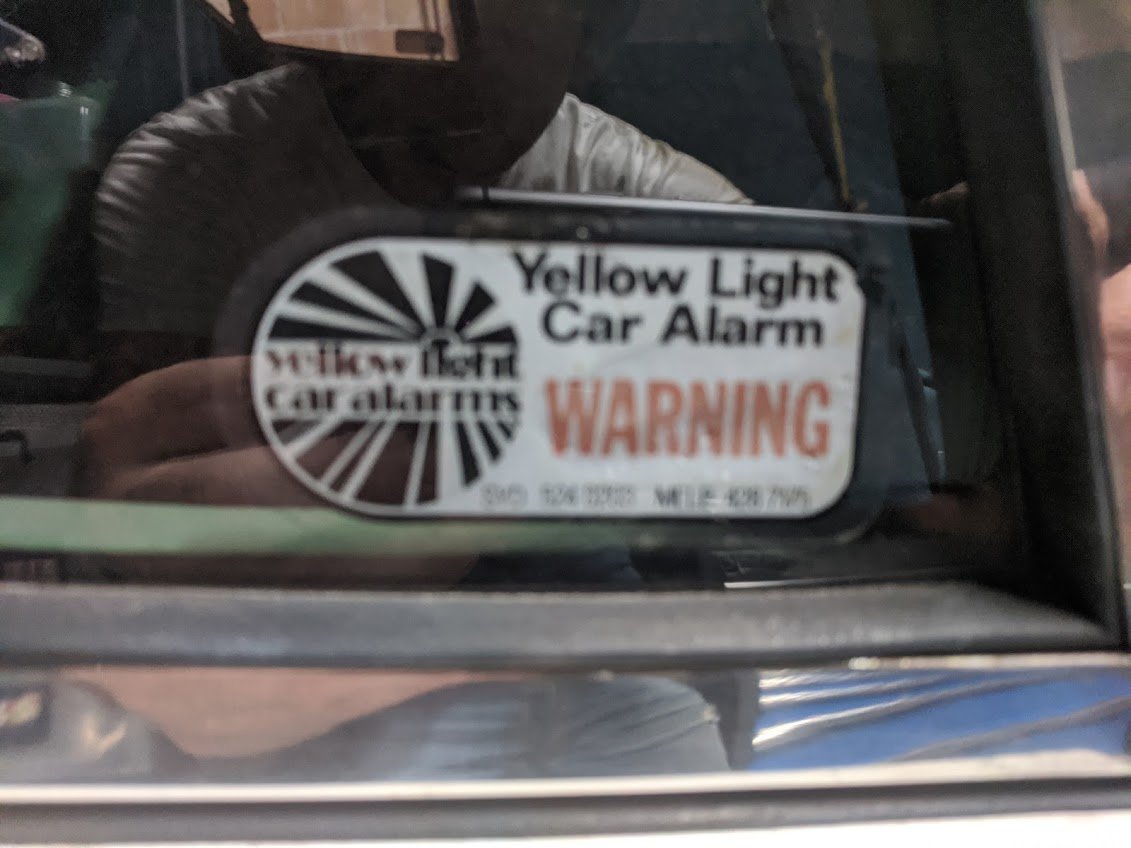 Yellow Light
Car Alarm
yellow light
car alarms
WARNING